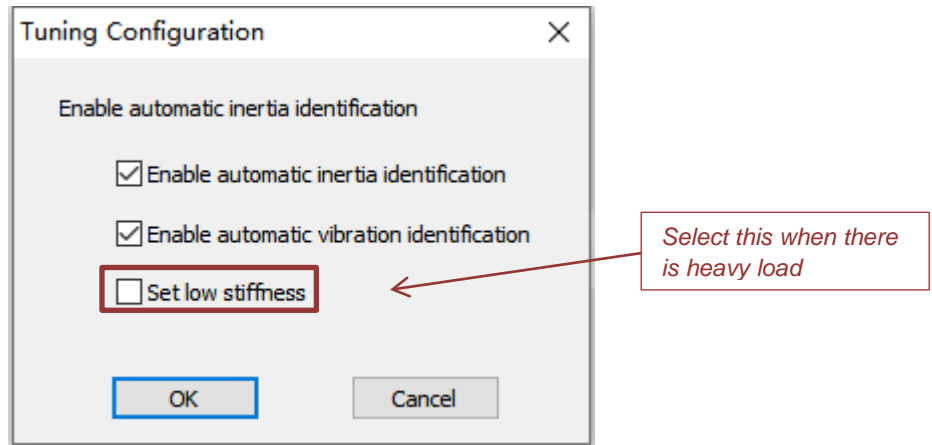 Tuning Configuration
Enable automatic inertia identification
Enable automatic inertia identification
Enable automatic vibration identification
Set low stiffness
Select this when there
is heavy load
OK
Cancel